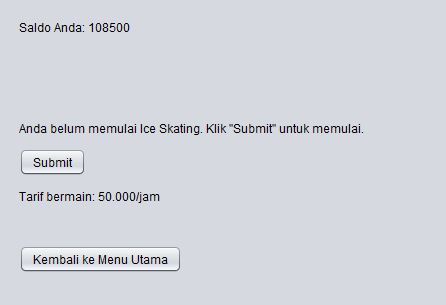 Saldo Anda: 108500
Anda belum memulai Ice Skating. Klik "Submit" untuk memulai.
Submit
Tarif bermain: 50.000/jam
Kembali ke Menu Utama